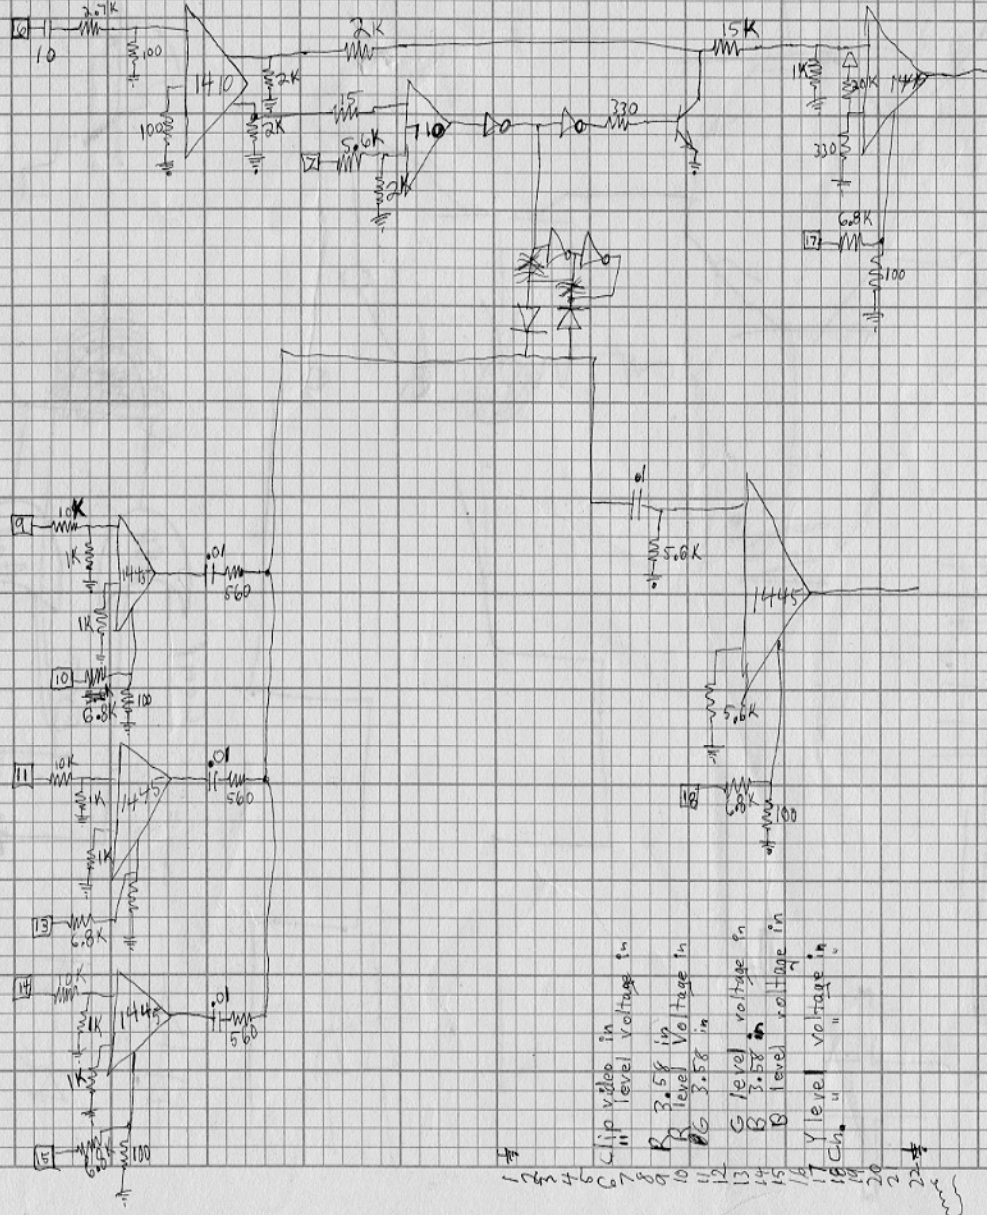 6
10
2.7K
100
1410
100
2K
2K
2K
15
5.6K
7
2K
710
330
15K
1K
20K
330
6.8K
17
100
9
10K
1K
1K
10
6.8K
100
1445
.01
560
11
10K
1K
1K
1445
.01
560
13
6.8K
14
10K
1K
1445
.01
560
15
100
.01
5.6K
1445
5.6K
18
6.8K
100
1
2
3
4
5
6 Clip video in
7 " level voltage in
8
9 R 3.58 in
10 R level Voltage in
11 G 3.58 in
12
13 G level voltage in
14 B 3.58 in
15 B level voltage in
16
17 Y level voltage in
18 Ch. " " "
19
20
21
22